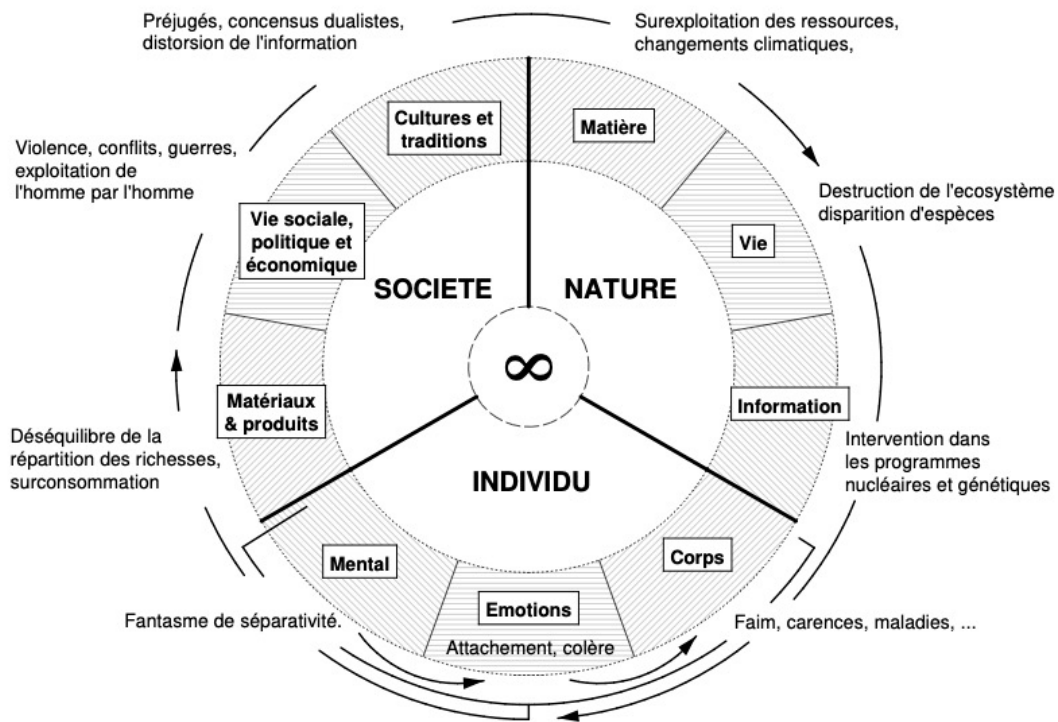 Préjugés, concensus dualistes,
distorsion de l'information
Surexploitation des ressources,
changements climatiques,
Cultures et
traditions
Matière
Violence, conflits, guerres,
exploitation de
l'homme par l'homme
Destruction de l'ecosystème
disparition d'espèces
Vie sociale,
politique et
économique
Vie
SOCIETE
NATURE
∞
Matériaux
& produits
Information
Déséquilibre de la
répartition des richesses,
surconsommation
Intervention dans
les programmes
nucléaires et génétiques
INDIVIDU
Mental
Corps
Emotions
Fantasme de séparativité.
Faim, carences, maladies, ...
Attachement, colère